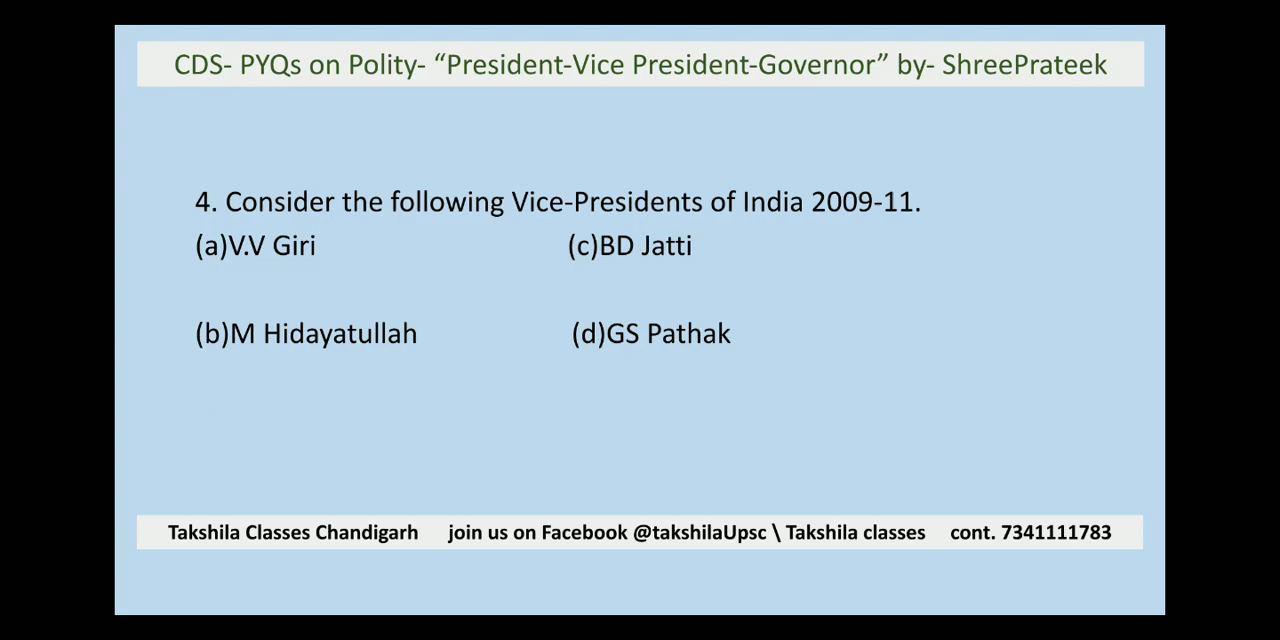 CDS- PYQs on Polity- “President-Vice President-Governor” by- ShreePrateek
4. Consider the following Vice-Presidents of India 2009-11.
(a)V.V Giri (c)BD Jatti
(b)M Hidayatullah (d)GS Pathak
Takshila Classes Chandigarh join us on Facebook @takshilaUpsc \ Takshila classes cont. 7341111783